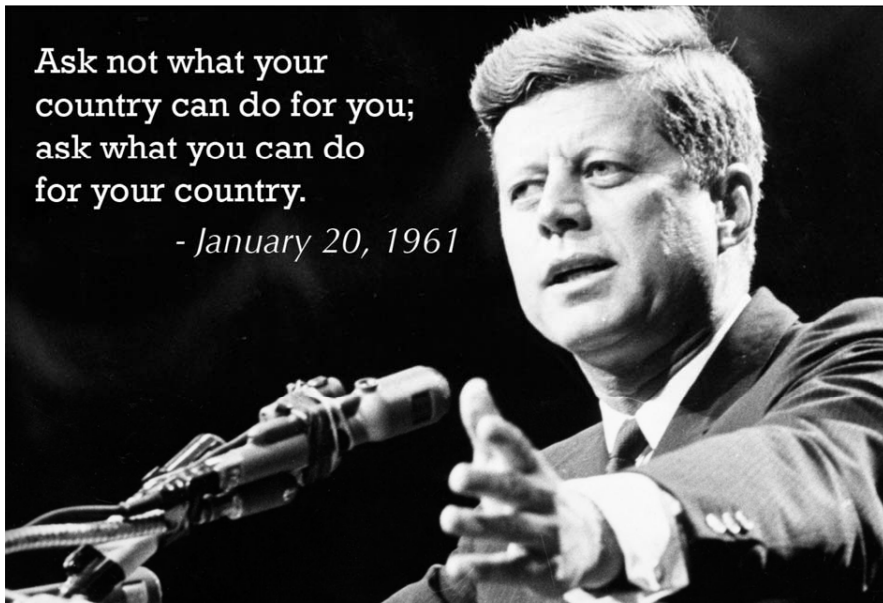 Ask not what your
country can do for you;
ask what you can do
for your country.
- January 20, 1961